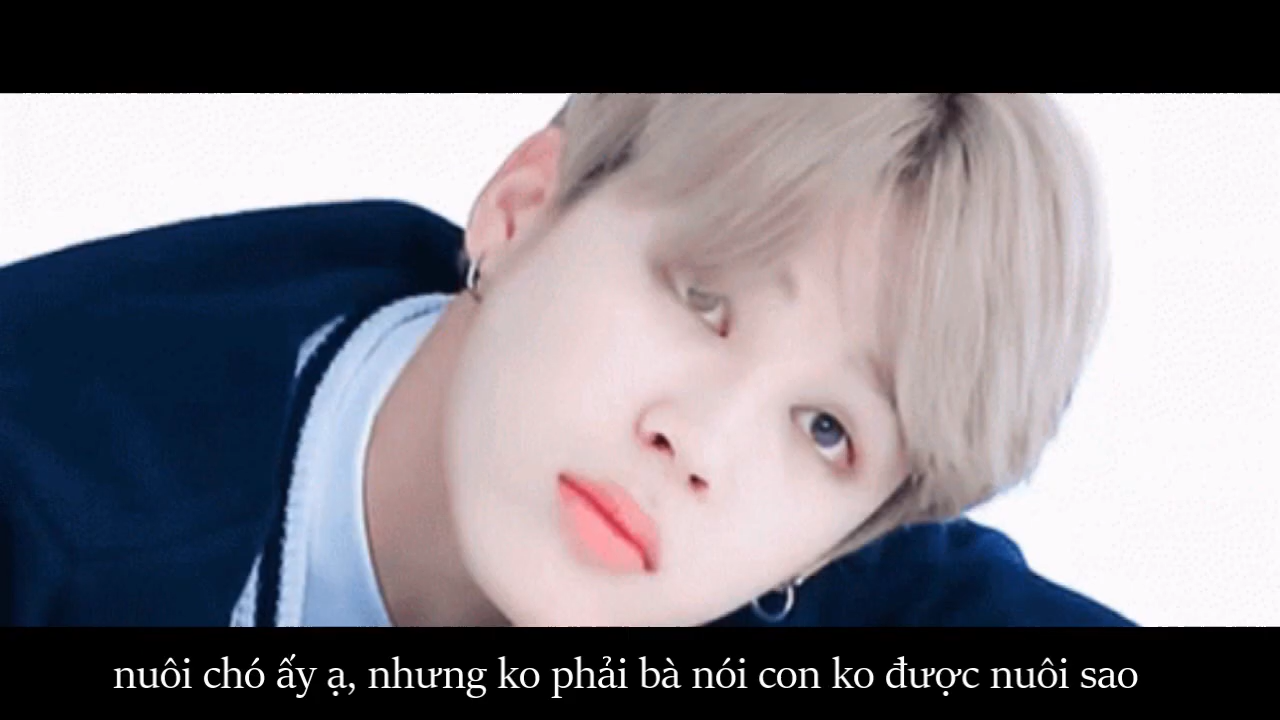 nuôi chó ấy ạ, nhưng ko phải bà nói con ko được nuôi sao